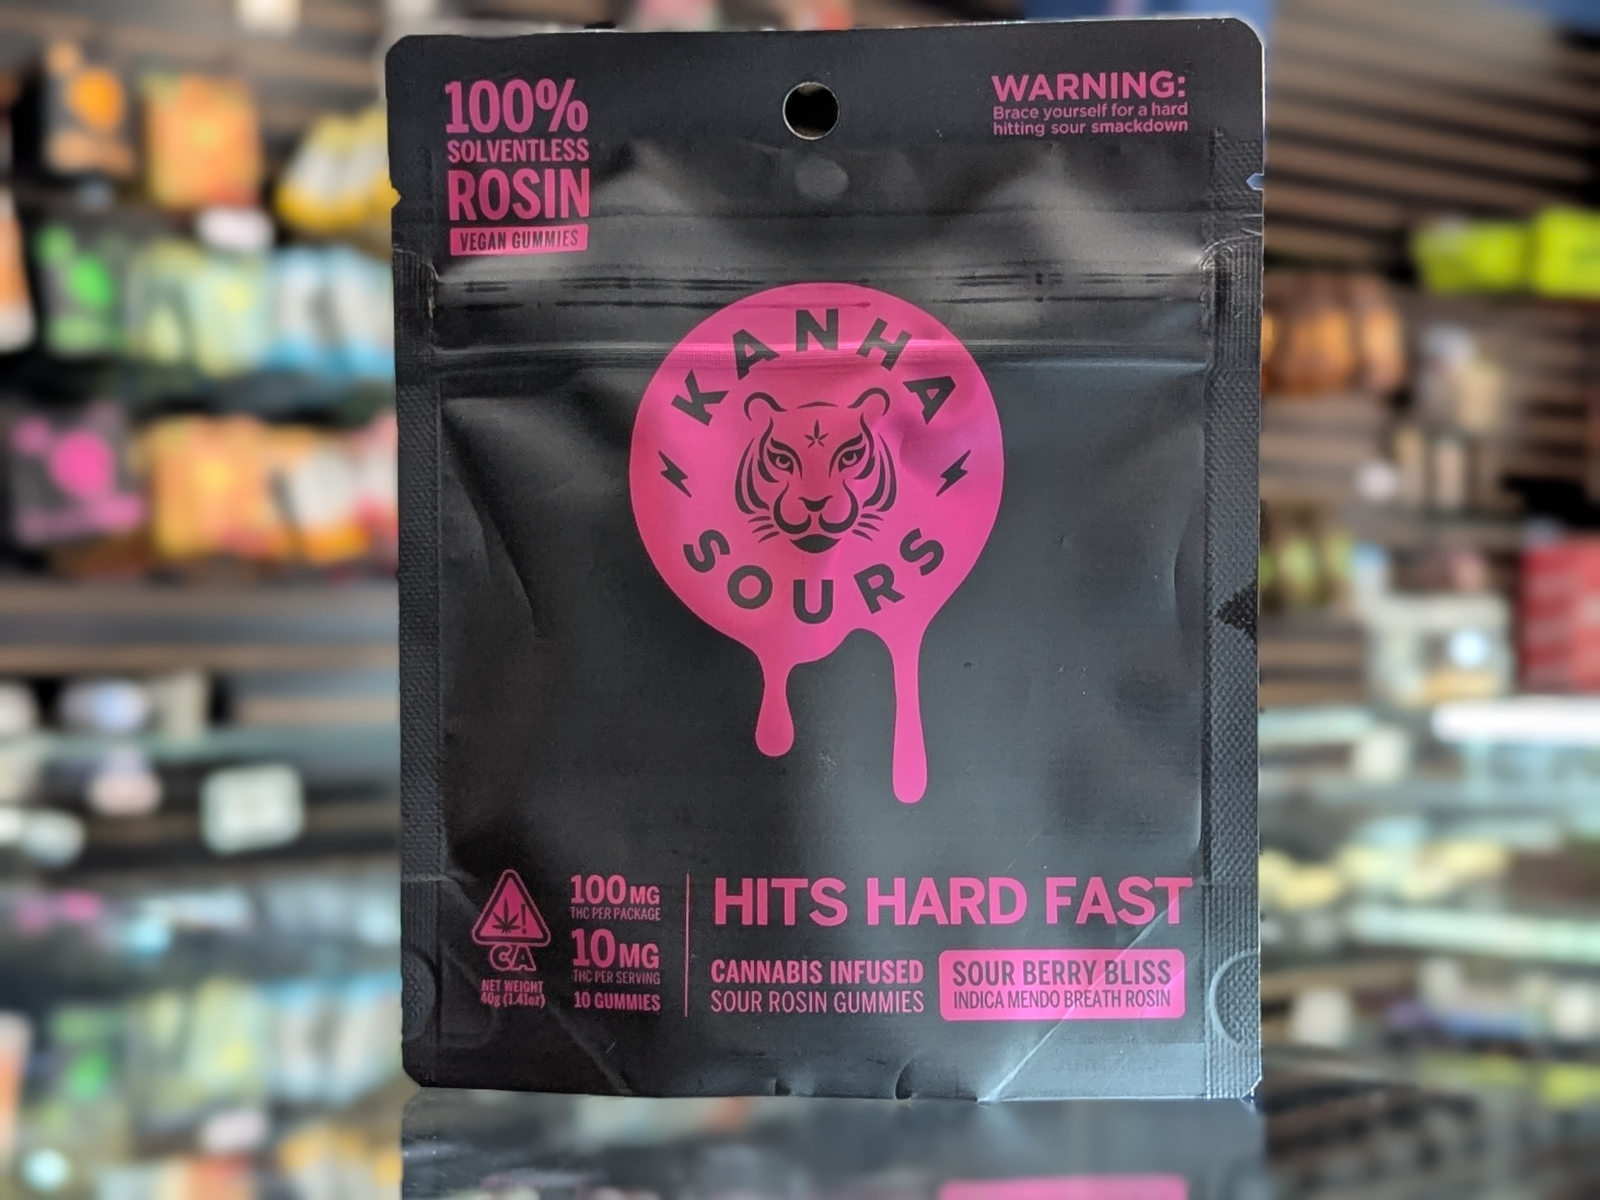 100%
SOLVENTLESS
ROSIN
VEGAN GUMMIES
WARNING:
Brace yourself for a hard
hitting sour smackdown
KANHA
SOURS
CA
NET WEIGHT
40g (1.41oz)
100MG
THC PER PACKAGE
10MG
THC PER SERVING
10 GUMMIES
HITS HARD FAST
CANNABIS INFUSED
SOUR ROSIN GUMMIES
SOUR BERRY BLISS
INDICA MENDO BREATH ROSIN